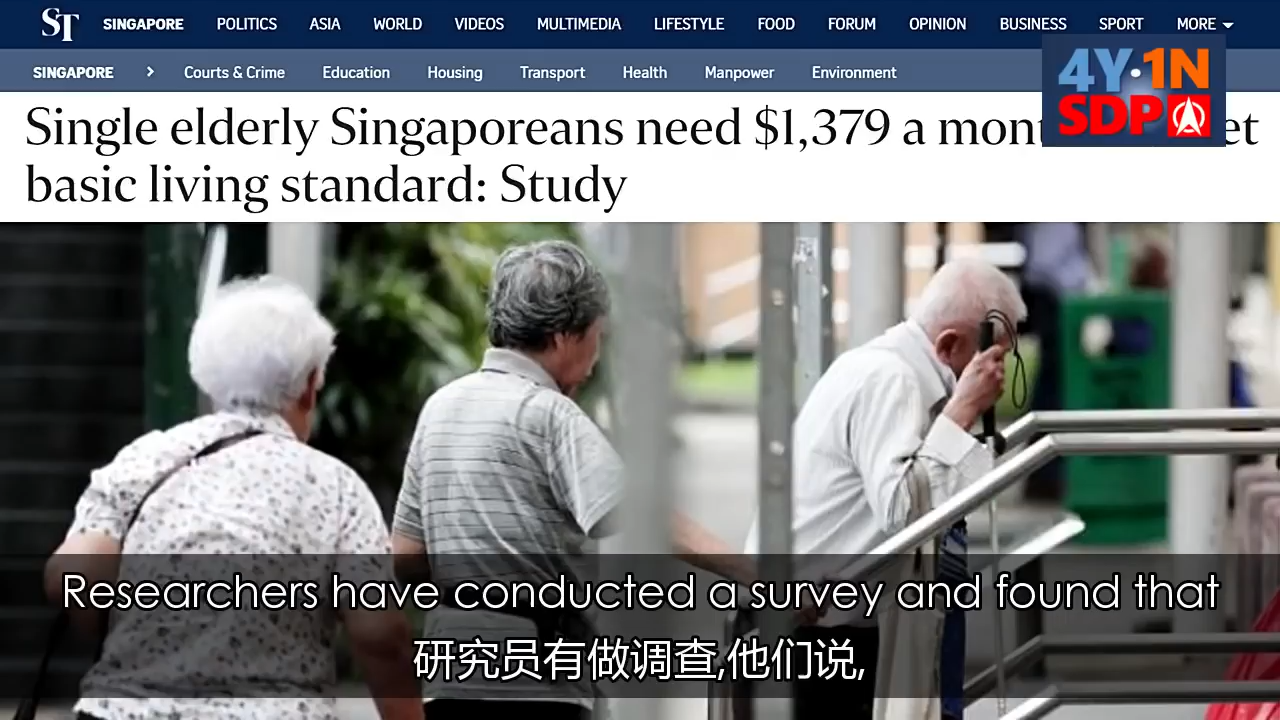 ST SINGAPORE POLITICS ASIA WORLD VIDEOS MULTIMEDIA LIFESTYLE FOOD FORUM OPINION BUSINESS SPORT MORE
SINGAPORE > Courts & Crime Education Housing Transport Health Manpower Environment
4Y·1N
SDP
Single elderly Singaporeans need $1,379 a
basic living standard: Study
Researchers have conducted a survey and found that
研究员有做调查,他们说,